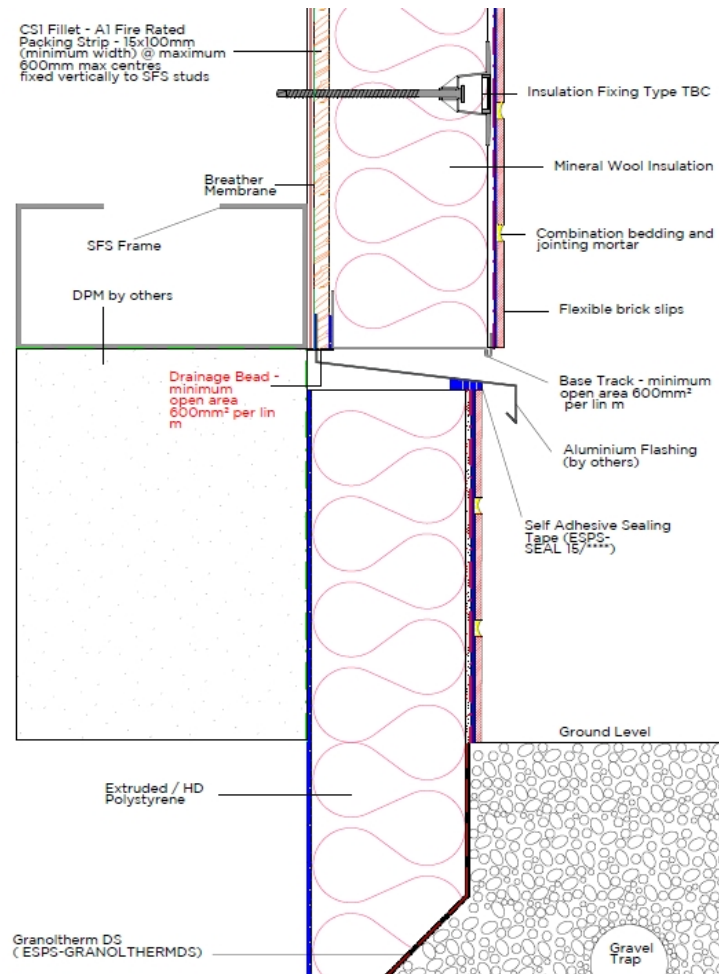 CS1 Fillet - A1 Fire Rated
Packing Strip - 15x100mm
(minimum width) @ maximum
600mm max centres
fixed vertically to SFS studs
Insulation Fixing Type TBC
Mineral Wool Insulation
Breather
Membrane
Combination bedding and
jointing mortar
SFS Frame
DPM by others
Flexible brick slips
Drainage Bead -
minimum
open area
600mm² per lin
m
Base Track - minimum
open area 600mm²
per lin m
Aluminium Flashing
(by others)
Self Adhesive Sealing
Tape (ESPS-
SEAL 15/****)
Ground Level
Extruded / HD
Polystyrene
Granoltherm DS
( ESPS-GRANOLTHERMDS)
Gravel
Trap